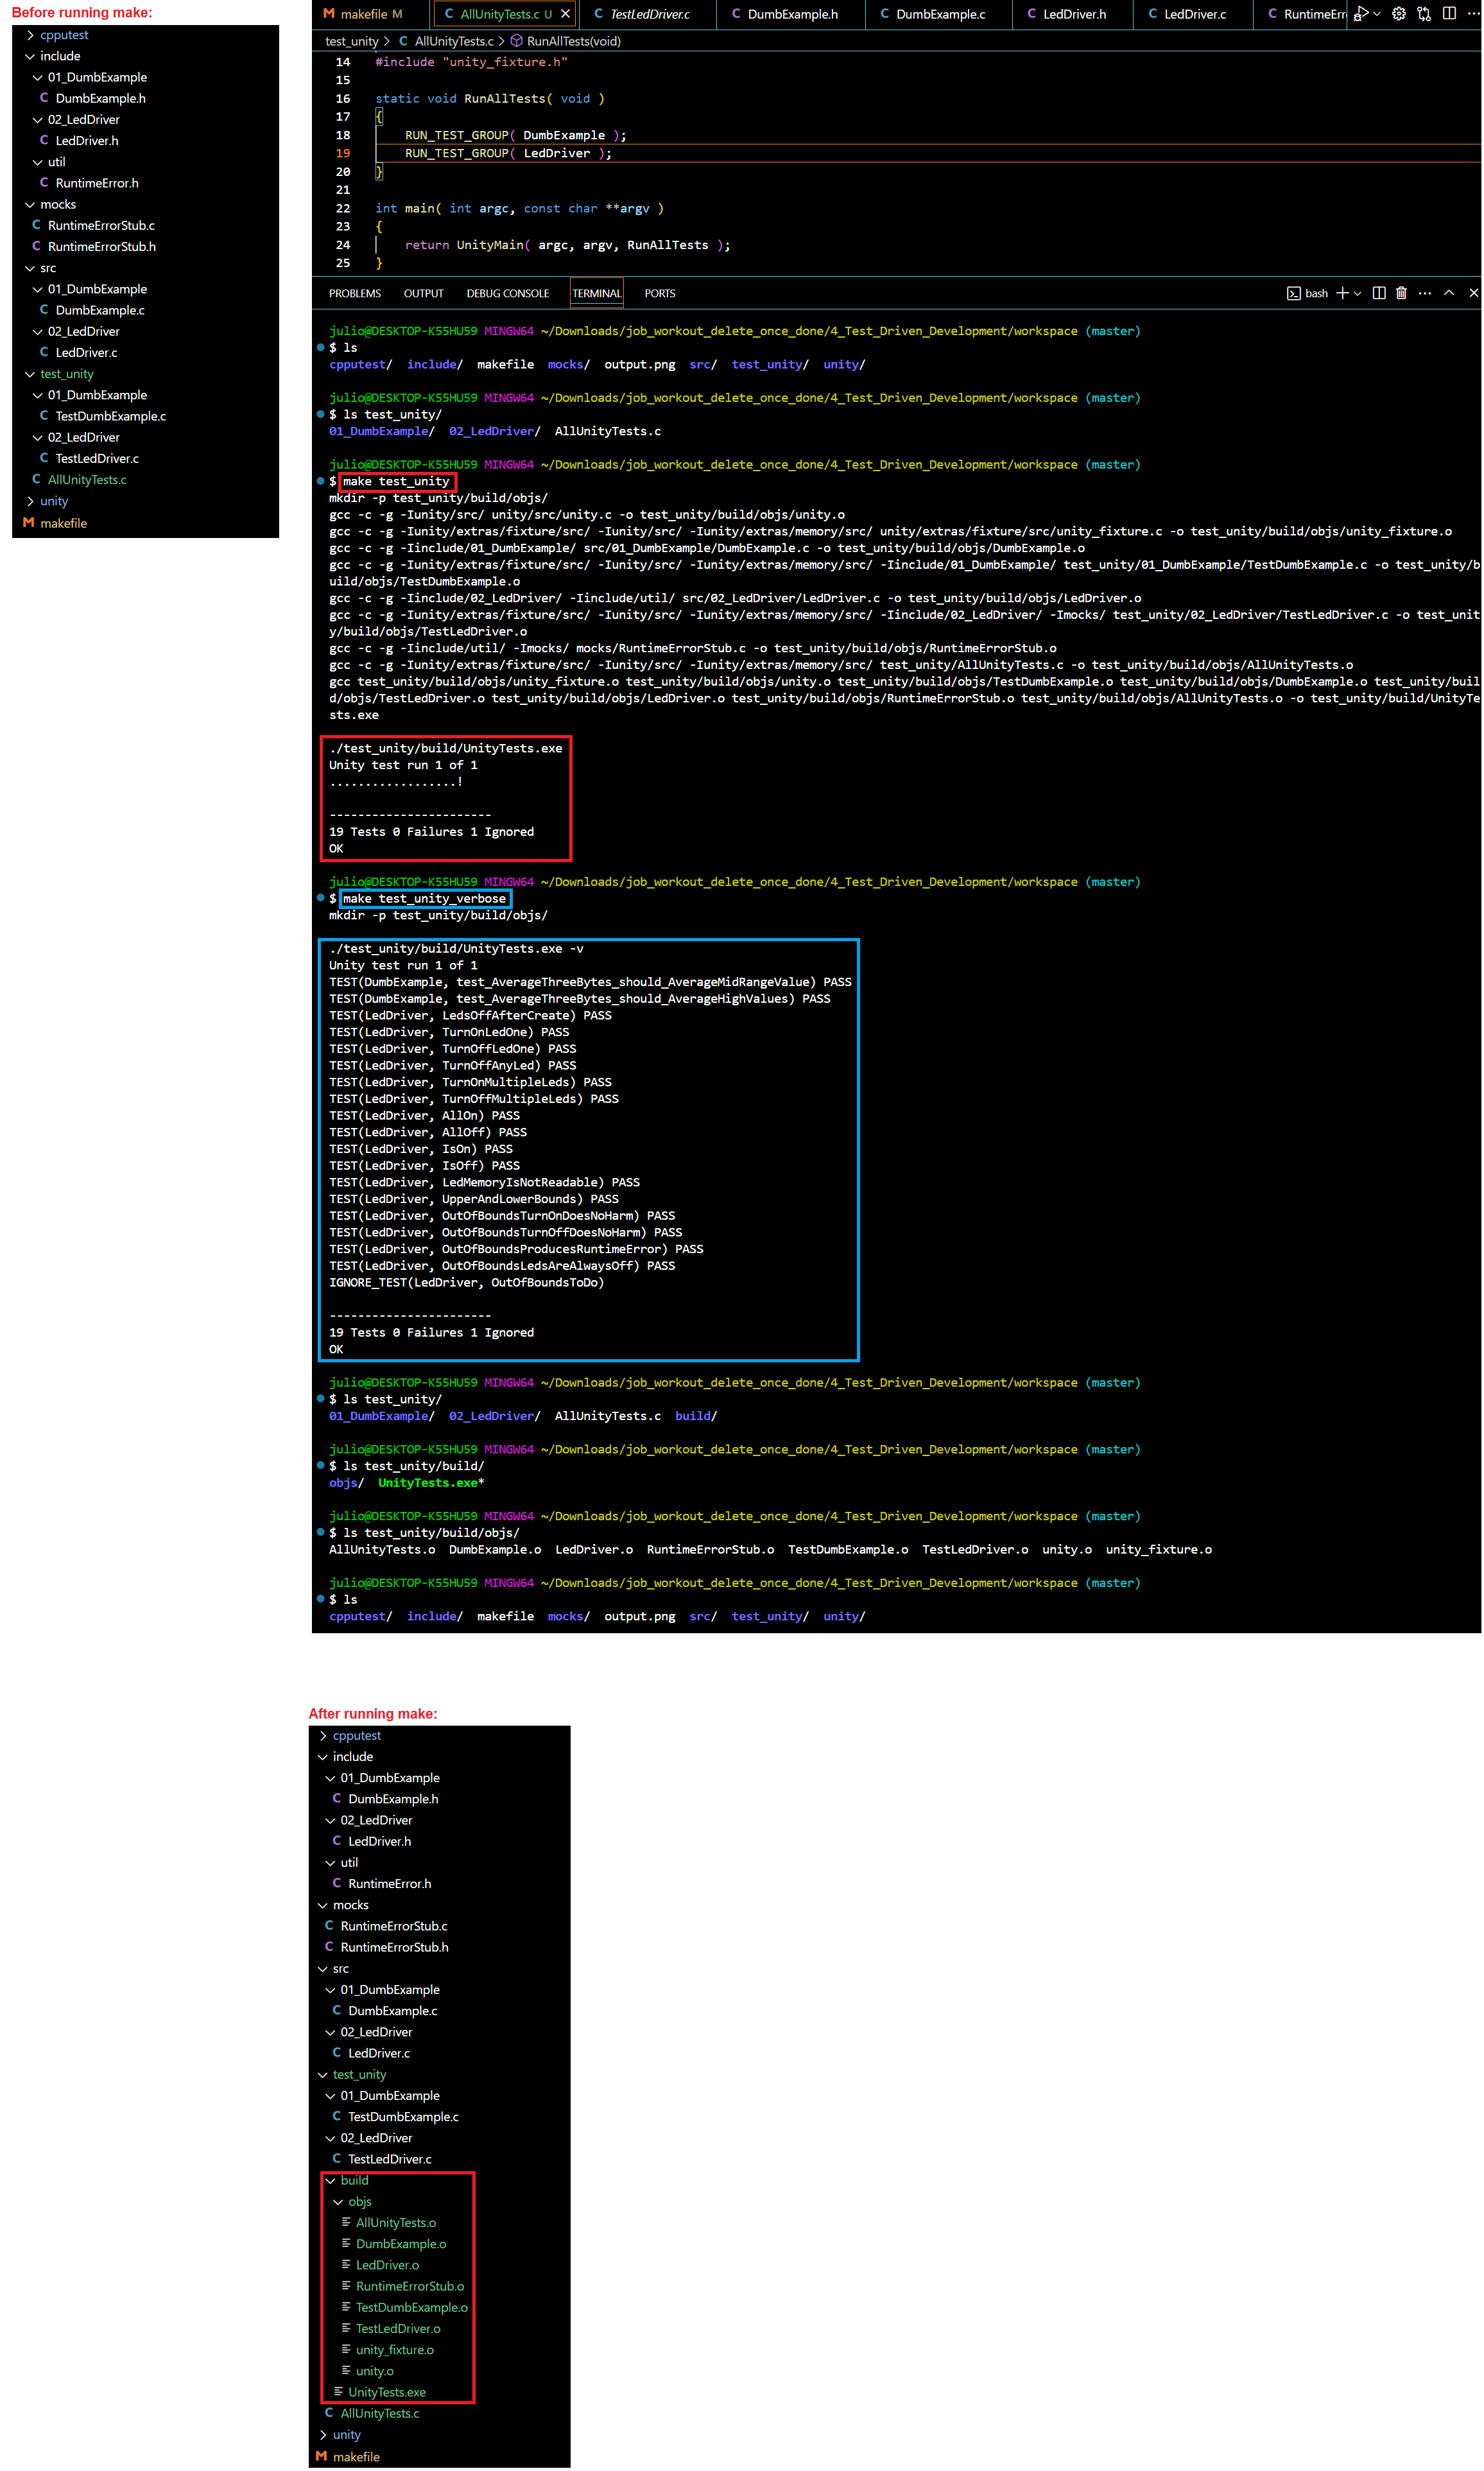 Before running make:
cpputest
include
01_DumbExample
C DumbExample.h
02_LedDriver
C LedDriver.h
util
C RuntimeError.h
mocks
C RuntimeErrorStub.c
C RuntimeErrorStub.h
src
01_DumbExample
C DumbExample.c
02_LedDriver
C LedDriver.c
test_unity
01_DumbExample
C TestDumbExample.c
02_LedDriver
C TestLedDriver.c
C AllUnityTests.c
unity
M makefile
M makefile M C AllUnityTests.c U C TestLedDriver.c C DumbExample.h C DumbExample.c C LedDriver.h C LedDriver.c C RuntimeErr
test_unity > C AllUnityTests.c > RunAllTests(void)
14 #include "unity_fixture.h"
15
16 static void RunAllTests( void )
17 {
18 RUN_TEST_GROUP( DumbExample );
19 RUN_TEST_GROUP( LedDriver );
20 }
21
22 int main( int argc, const char **argv )
23 {
24 return UnityMain( argc, argv, RunAllTests );
25 }
PROBLEMS OUTPUT DEBUG CONSOLE TERMINAL PORTS bash
julio@DESKTOP-K55HU59 MINGW64 ~/Downloads/job_workout_delete_once_done/4_Test_Driven_Development/workspace (master)
$ ls
cpputest/ include/ makefile mocks/ output.png src/ test_unity/ unity/
julio@DESKTOP-K55HU59 MINGW64 ~/Downloads/job_workout_delete_once_done/4_Test_Driven_Development/workspace (master)
$ ls test_unity/
01_DumbExample/ 02_LedDriver/ AllUnityTests.c
julio@DESKTOP-K55HU59 MINGW64 ~/Downloads/job_workout_delete_once_done/4_Test_Driven_Development/workspace (master)
$ make test_unity
mkdir -p test_unity/build/objs/
gcc -c -g -Iunity/src/ unity/src/unity.c -o test_unity/build/objs/unity.o
gcc -c -g -Iunity/extras/fixture/src/ -Iunity/src/ -Iunity/extras/memory/src/ unity/extras/fixture/src/unity_fixture.c -o test_unity/build/objs/unity_fixture.o
gcc -c -g -Iinclude/01_DumbExample/ src/01_DumbExample/DumbExample.c -o test_unity/build/objs/DumbExample.o
gcc -c -g -Iunity/extras/fixture/src/ -Iunity/src/ -Iunity/extras/memory/src/ -Iinclude/01_DumbExample/ test_unity/01_DumbExample/TestDumbExample.c -o test_unity/b
uild/objs/TestDumbExample.o
gcc -c -g -Iinclude/02_LedDriver/ -Iinclude/util/ src/02_LedDriver/LedDriver.c -o test_unity/build/objs/LedDriver.o
gcc -c -g -Iunity/extras/fixture/src/ -Iunity/src/ -Iunity/extras/memory/src/ -Iinclude/02_LedDriver/ -Imocks/ test_unity/02_LedDriver/TestLedDriver.c -o test_unit
y/build/objs/TestLedDriver.o
gcc -c -g -Iinclude/util/ -Imocks/ mocks/RuntimeErrorStub.c -o test_unity/build/objs/RuntimeErrorStub.o
gcc -c -g -Iunity/extras/fixture/src/ -Iunity/src/ -Iunity/extras/memory/src/ test_unity/AllUnityTests.c -o test_unity/build/objs/AllUnityTests.o
gcc test_unity/build/objs/unity_fixture.o test_unity/build/objs/unity.o test_unity/build/objs/TestDumbExample.o test_unity/build/objs/DumbExample.o test_unity/buil
d/objs/TestLedDriver.o test_unity/build/objs/LedDriver.o test_unity/build/objs/RuntimeErrorStub.o test_unity/build/objs/AllUnityTests.o -o test_unity/build/UnityTe
sts.exe
./test_unity/build/UnityTests.exe
Unity test run 1 of 1
..................!
-----------------------
19 Tests 0 Failures 1 Ignored
OK
julio@DESKTOP-K55HU59 MINGW64 ~/Downloads/job_workout_delete_once_done/4_Test_Driven_Development/workspace (master)
$ make test_unity_verbose
mkdir -p test_unity/build/objs/
./test_unity/build/UnityTests.exe -v
Unity test run 1 of 1
TEST(DumbExample, test_AverageThreeBytes_should_AverageMidRangeValue) PASS
TEST(DumbExample, test_AverageThreeBytes_should_AverageHighValues) PASS
TEST(LedDriver, LedsOffAfterCreate) PASS
TEST(LedDriver, TurnOnLedOne) PASS
TEST(LedDriver, TurnOffLedOne) PASS
TEST(LedDriver, TurnOffAnyLed) PASS
TEST(LedDriver, TurnOnMultipleLeds) PASS
TEST(LedDriver, TurnOffMultipleLeds) PASS
TEST(LedDriver, AllOn) PASS
TEST(LedDriver, AllOff) PASS
TEST(LedDriver, IsOn) PASS
TEST(LedDriver, IsOff) PASS
TEST(LedDriver, LedMemoryIsNotReadable) PASS
TEST(LedDriver, UpperAndLowerBounds) PASS
TEST(LedDriver, OutOfBoundsTurnOnDoesNoHarm) PASS
TEST(LedDriver, OutOfBoundsTurnOffDoesNoHarm) PASS
TEST(LedDriver, OutOfBoundsProducesRuntimeError) PASS
TEST(LedDriver, OutOfBoundsLedsAreAlwaysOff) PASS
IGNORE_TEST(LedDriver, OutOfBoundsToDo)
-----------------------
19 Tests 0 Failures 1 Ignored
OK
julio@DESKTOP-K55HU59 MINGW64 ~/Downloads/job_workout_delete_once_done/4_Test_Driven_Development/workspace (master)
$ ls test_unity/
01_DumbExample/ 02_LedDriver/ AllUnityTests.c build/
julio@DESKTOP-K55HU59 MINGW64 ~/Downloads/job_workout_delete_once_done/4_Test_Driven_Development/workspace (master)
$ ls test_unity/build/
objs/ UnityTests.exe*
julio@DESKTOP-K55HU59 MINGW64 ~/Downloads/job_workout_delete_once_done/4_Test_Driven_Development/workspace (master)
$ ls test_unity/build/objs/
AllUnityTests.o DumbExample.o LedDriver.o RuntimeErrorStub.o TestDumbExample.o TestLedDriver.o unity.o unity_fixture.o
julio@DESKTOP-K55HU59 MINGW64 ~/Downloads/job_workout_delete_once_done/4_Test_Driven_Development/workspace (master)
$ ls
cpputest/ include/ makefile mocks/ output.png src/ test_unity/ unity/
After running make:
cpputest
include
01_DumbExample
C DumbExample.h
02_LedDriver
C LedDriver.h
util
C RuntimeError.h
mocks
C RuntimeErrorStub.c
C RuntimeErrorStub.h
src
01_DumbExample
C DumbExample.c
02_LedDriver
C LedDriver.c
test_unity
01_DumbExample
C TestDumbExample.c
02_LedDriver
C TestLedDriver.c
build
objs
AllUnityTests.o
DumbExample.o
LedDriver.o
RuntimeErrorStub.o
TestDumbExample.o
TestLedDriver.o
unity_fixture.o
unity.o
UnityTests.exe
C AllUnityTests.c
unity
M makefile